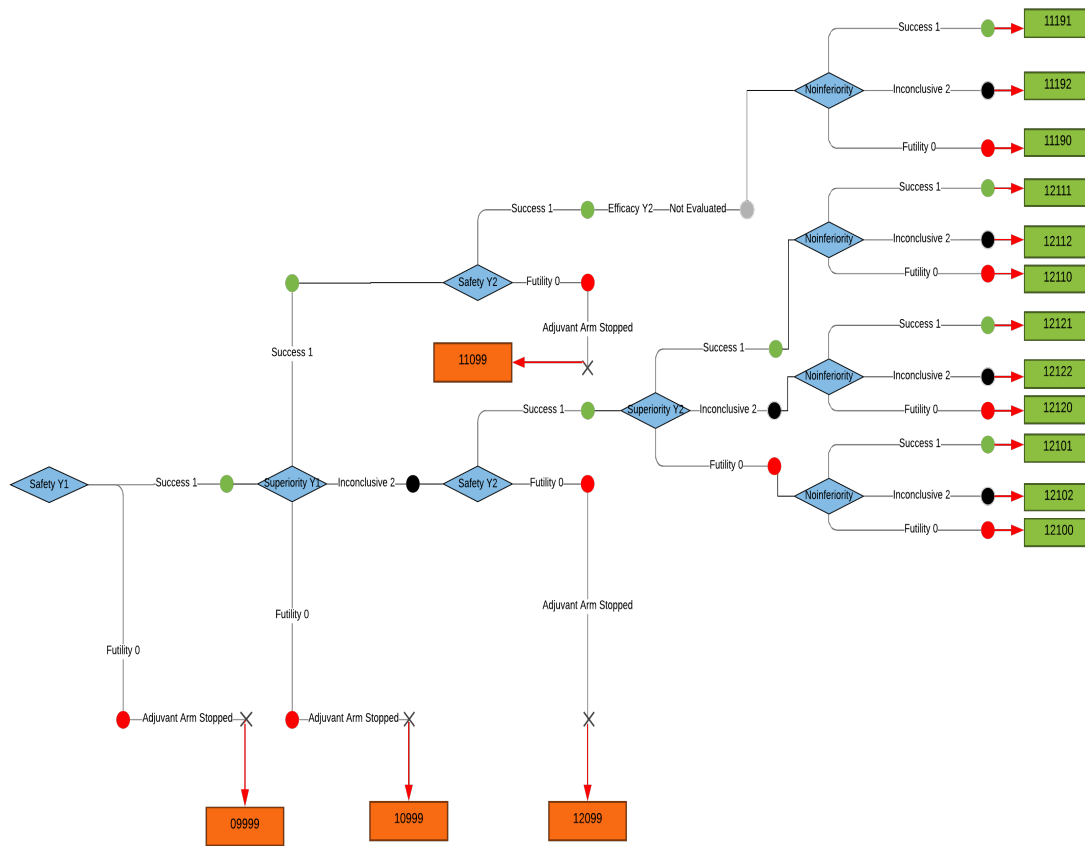 Success 1
11191
Noinferiority
Inconclusive 2
11192
Futility 0
11190
Success 1
12111
Success 1
Efficacy Y2
Not Evaluated
Noinferiority
Inconclusive 2
12112
Futility 0
12110
Safety Y2
Futility 0
Adjuvant Arm Stopped
Success 1
11099
Success 1
Success 1
12121
Noinferiority
Inconclusive 2
12122
Success 1
Superiority Y2
Inconclusive 2
Futility 0
12120
Success 1
12101
Futility 0
Safety Y1
Success 1
Superiority Y1
Inconclusive 2
Safety Y2
Futility 0
Noinferiority
Inconclusive 2
12102
Futility 0
12100
Adjuvant Arm Stopped
Futility 0
Futility 0
Adjuvant Arm Stopped
Adjuvant Arm Stopped
09999
10999
12099